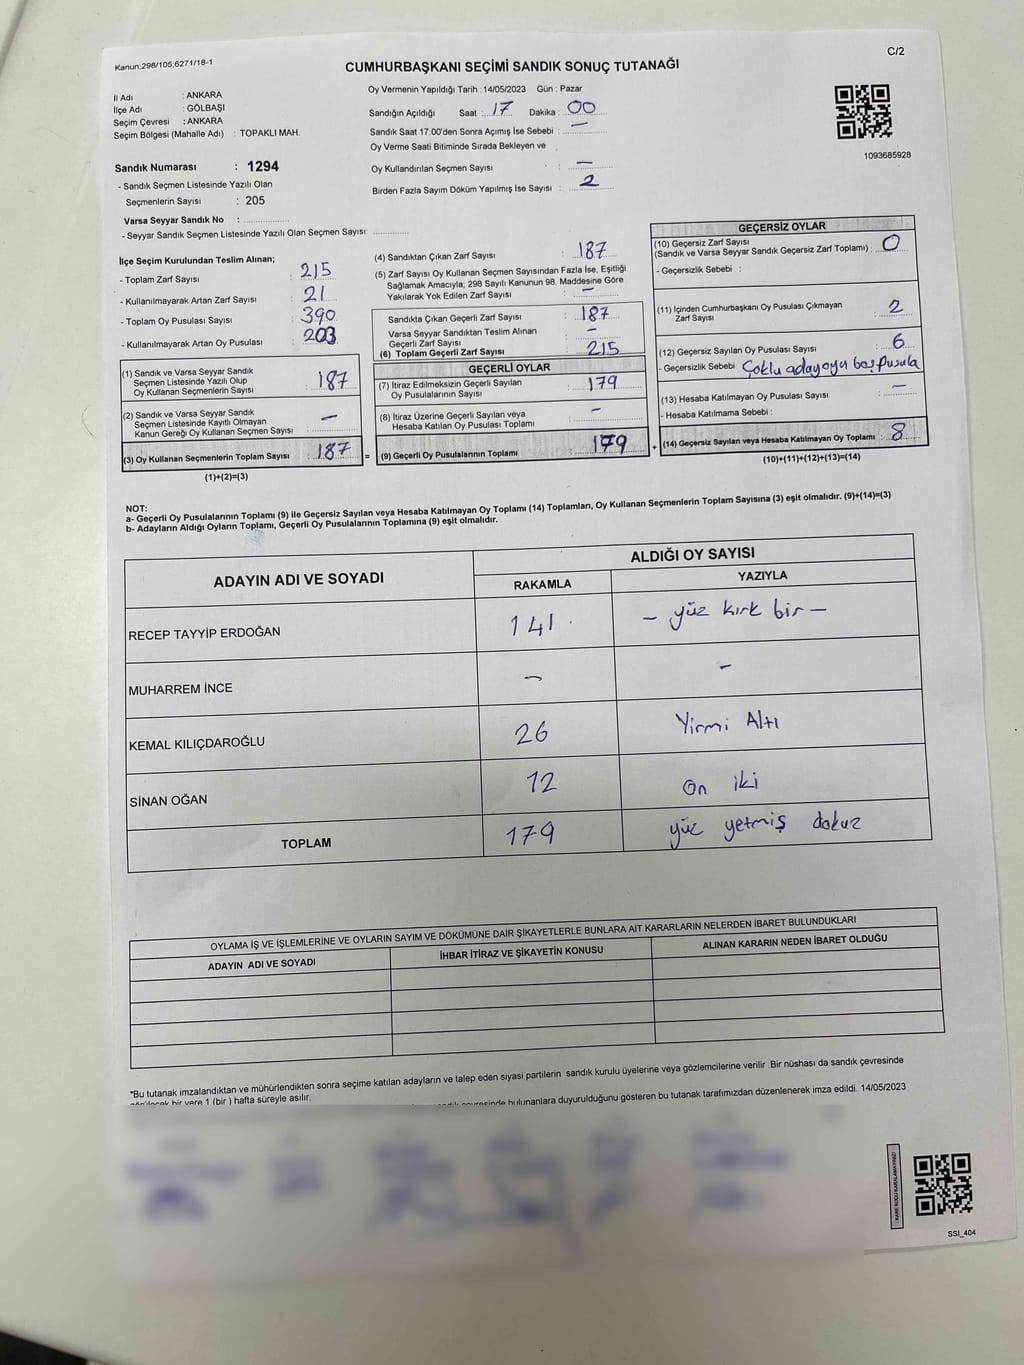 Kanun;298/105;6271/18-1
C/2
CUMHURBAŞKANI SEÇİMİ SANDIK SONUÇ TUTANAĞI
İl Adı : ANKARA
İlçe Adı : GÖLBAŞI
Seçim Çevresi : ANKARA
Seçim Bölgesi (Mahalle Adı) : TOPAKLI MAH.
Oy Vermenin Yapıldığı Tarih : 14/05/2023 Gün : Pazar
Sandığın Açıldığı Saat : 17 Dakika : 00
Sandık Saat 17:00'den Sonra Açımış İse Sebebi : —
Oy Verme Saati Bitiminde Sırada Bekleyen ve
Oy Kullandırılan Seçmen Sayısı : —
Birden Fazla Sayım Döküm Yapılmış İse Sayısı : 2
1093685928
Sandık Numarası : 1294
- Sandık Seçmen Listesinde Yazılı Olan
Seçmenlerin Sayısı : 205
Varsa Seyyar Sandık No :
- Seyyar Sandık Seçmen Listesinde Yazılı Olan Seçmen Sayısı:
İlçe Seçim Kurulundan Teslim Alınan;
- Toplam Zarf Sayısı : 215
- Kullanılmayarak Artan Zarf Sayısı : 21
- Toplam Oy Pusulası Sayısı : 390
- Kullanılmayarak Artan Oy Pusulası : 203
(1) Sandık ve Varsa Seyyar Sandık
Seçmen Listesinde Yazılı Olup
Oy Kullanan Seçmenlerin Sayısı : 187
(2) Sandık ve Varsa Seyyar Sandık
Seçmen Listesinde Kayıtlı Olmayan
Kanun Gereği Oy Kullanan Seçmen Sayısı : —
(3) Oy Kullanan Seçmenlerin Toplam Sayısı : 187 =
(1)+(2)=(3)
(4) Sandıktan Çıkan Zarf Sayısı : 187
(5) Zarf Sayısı Oy Kullanan Seçmen Sayısından Fazla İse, Eşitliği
Sağlamak Amacıyla; 298 Sayılı Kanunun 98. Maddesine Göre
Yakılarak Yok Edilen Zarf Sayısı : —
Sandıkta Çıkan Geçerli Zarf Sayısı : 187
Varsa Seyyar Sandıktan Teslim Alınan
Geçerli Zarf Sayısı : —
(6) Toplam Geçerli Zarf Sayısı : 215
GEÇERLİ OYLAR
(7) İtiraz Edilmeksizin Geçerli Sayılan
Oy Pusulalarının Sayısı : 179
(8) İtiraz Üzerine Geçerli Sayılan veya
Hesaba Katılan Oy Pusulası Toplamı : —
(9) Geçerli Oy Pusulalarının Toplamı : 179 +
GEÇERSİZ OYLAR
(10) Geçersiz Zarf Sayısı
(Sandık ve Varsa Seyyar Sandık Geçersiz Zarf Toplamı) : 0
- Geçersizlik Sebebi :
(11) İçinden Cumhurbaşkanı Oy Pusulası Çıkmayan
Zarf Sayısı : 2
(12) Geçersiz Sayılan Oy Pusulası Sayısı : 6
- Geçersizlik Sebebi : Çoklu adaya oy boş pusula
(13) Hesaba Katılmayan Oy Pusulası Sayısı : —
- Hesaba Katılmama Sebebi :
(14) Geçersiz Sayılan veya Hesaba Katılmayan Oy Toplamı : 8
(10)+(11)+(12)+(13)=(14)
NOT:
a- Geçerli Oy Pusulalarının Toplamı (9) ile Geçersiz Sayılan veya Hesaba Katılmayan Oy Toplamı (14) Toplamları, Oy Kullanan Seçmenlerin Toplam Sayısına (3) eşit olmalıdır. (9)+(14)=(3)
b- Adayların Aldığı Oyların Toplamı, Geçerli Oy Pusulalarının Toplamına (9) eşit olmalıdır.
ADAYIN ADI VE SOYADI
ALDIĞI OY SAYISI
RAKAMLA YAZIYLA
RECEP TAYYİP ERDOĞAN 141 — yüz kırk bir —
MUHARREM İNCE — —
KEMAL KILIÇDAROĞLU 26 Yirmi Altı
SİNAN OĞAN 12 On iki
TOPLAM 179 yüz yetmiş dokuz
OYLAMA İŞ VE İŞLEMLERİNE VE OYLARIN SAYIM VE DÖKÜMÜNE DAİR ŞİKAYETLERLE BUNLARA AİT KARARLARIN NELERDEN İBARET BULUNDUKLARI
ADAYIN ADI VE SOYADI İHBAR İTİRAZ VE ŞİKAYETİN KONUSU ALINAN KARARIN NEDEN İBARET OLDUĞU
*Bu tutanak imzalandıktan ve mühürlendikten sonra seçime katılan adayların ve talep eden siyasi partilerin sandık kurulu üyelerine veya gözlemcilerine verilir .Bir nüshası da sandık çevresinde
görülecek bir yere 1 (bir ) hafta süreyle asılır.
bulunanlara duyurulduğunu gösteren bu tutanak tarafımızdan düzenlenerek imza edildi. 14/05/2023
KARE KODU KARALAMAYINIZ!
SSI_404